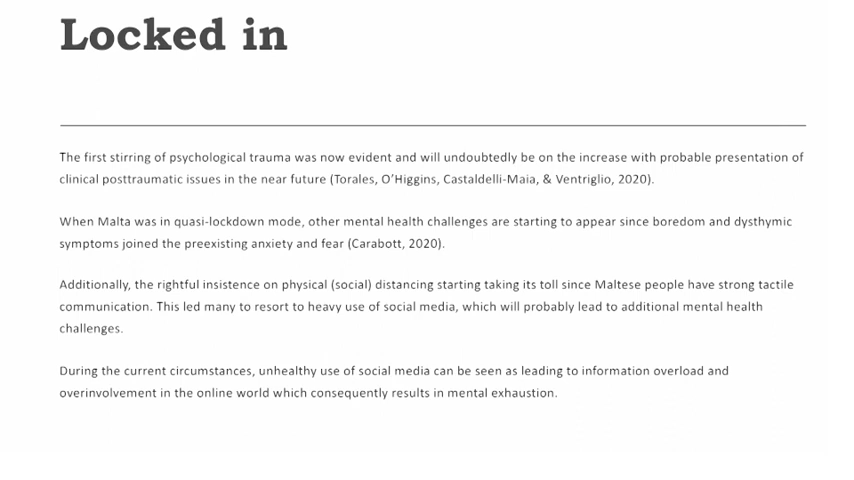 Locked in
The first stirring of psychological trauma was now evident and will undoubtedly be on the increase with probable presentation of
clinical posttraumatic issues in the near future (Torales, O’Higgins, Castaldelli-Maia, & Ventriglio, 2020).
When Malta was in quasi-lockdown mode, other mental health challenges are starting to appear since boredom and dysthymic
symptoms joined the preexisting anxiety and fear (Carabott, 2020).
Additionally, the rightful insistence on physical (social) distancing starting taking its toll since Maltese people have strong tactile
communication. This led many to resort to heavy use of social media, which will probably lead to additional mental health
challenges.
During the current circumstances, unhealthy use of social media can be seen as leading to information overload and
overinvolvement in the online world which consequently results in mental exhaustion.